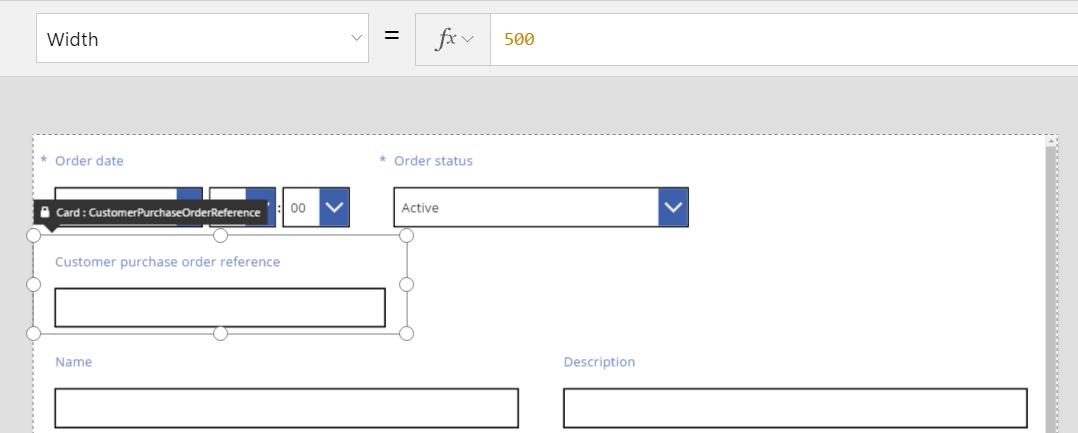 Width = fx 500
* Order date * Order status
: 00 Active
Card : CustomerPurchaseOrderReference
Customer purchase order reference
Name Description